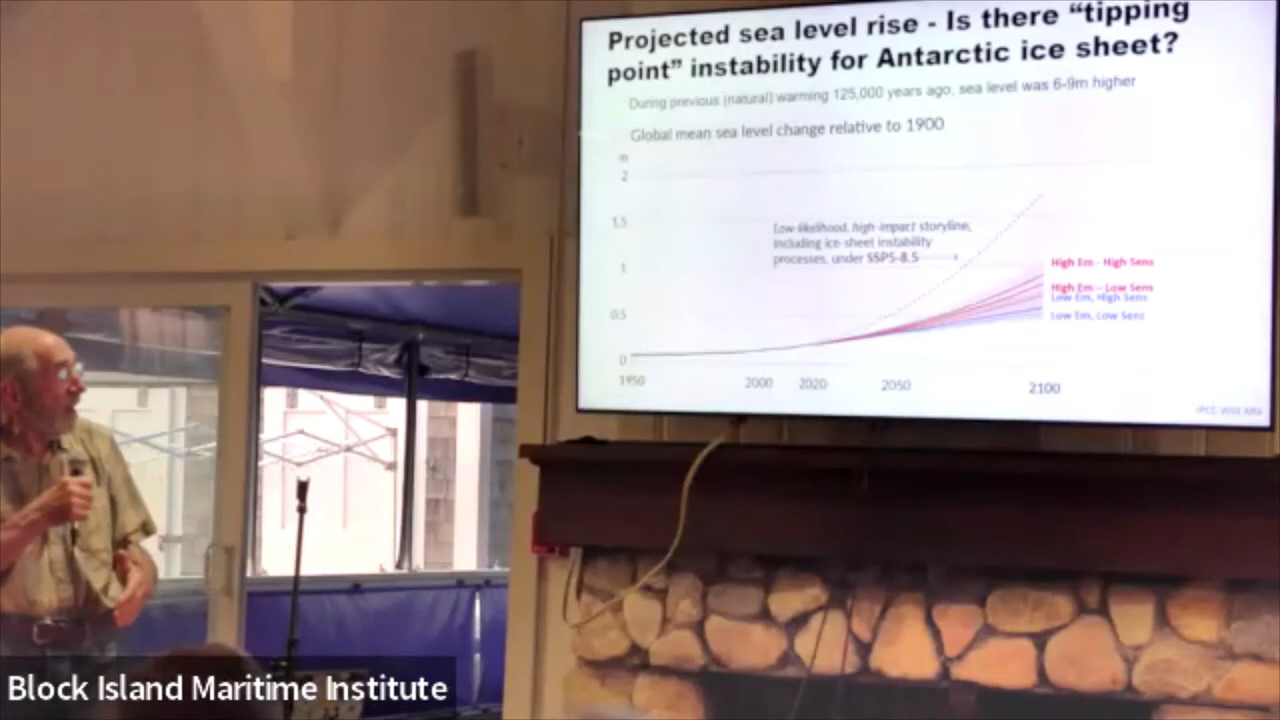 Projected sea level rise - Is there “tipping
point” instability for Antarctic ice sheet?
During previous (natural) warming 125,000 years ago, sea level was 6-9m higher
Global mean sea level change relative to 1900
m
2
1.5
1
0.5
0
Low-likelihood, high-impact storyline,
including ice-sheet instability
processes, under SSP5-8.5
High Em - High Sens
High Em - Low Sens
Low Em, High Sens
Low Em, Low Sens
1950 2000 2020 2050 2100
IPCC
Block Island Maritime Institute